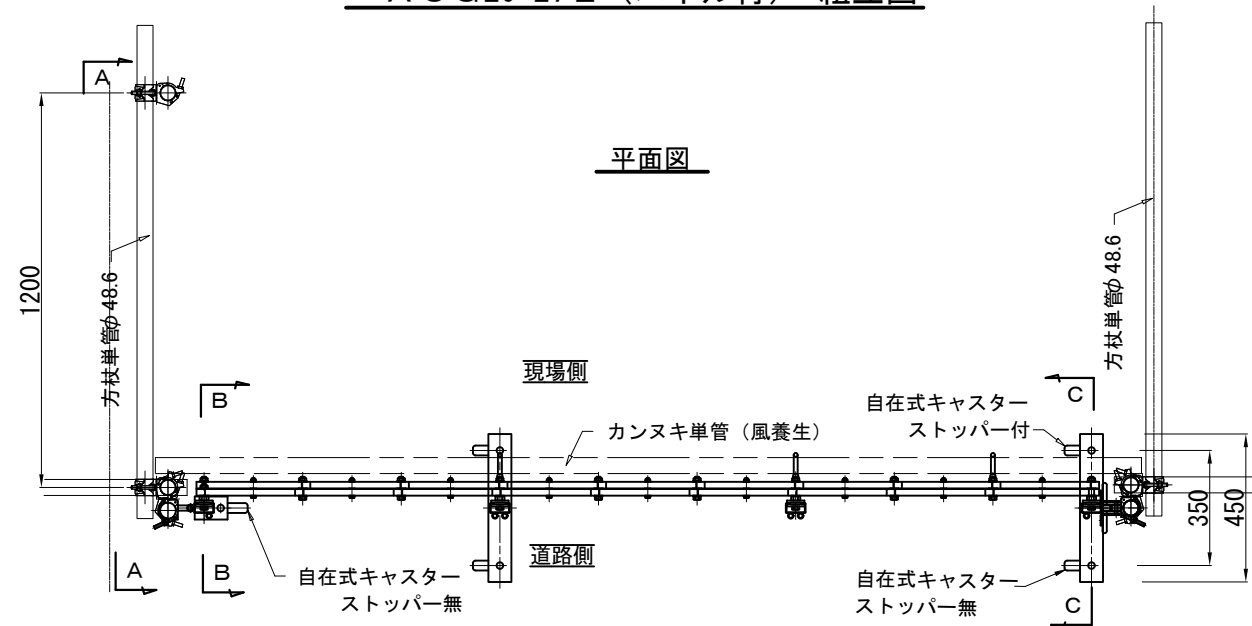 平面図
A
1200
方杖単管φ48.6
方杖単管φ48.6
現場側
B
C
自在式キャスター
ストッパー付
カンヌキ単管（風養生）
350
450
道路側
A
B
自在式キャスター
ストッパー無
自在式キャスター
ストッパー無
C